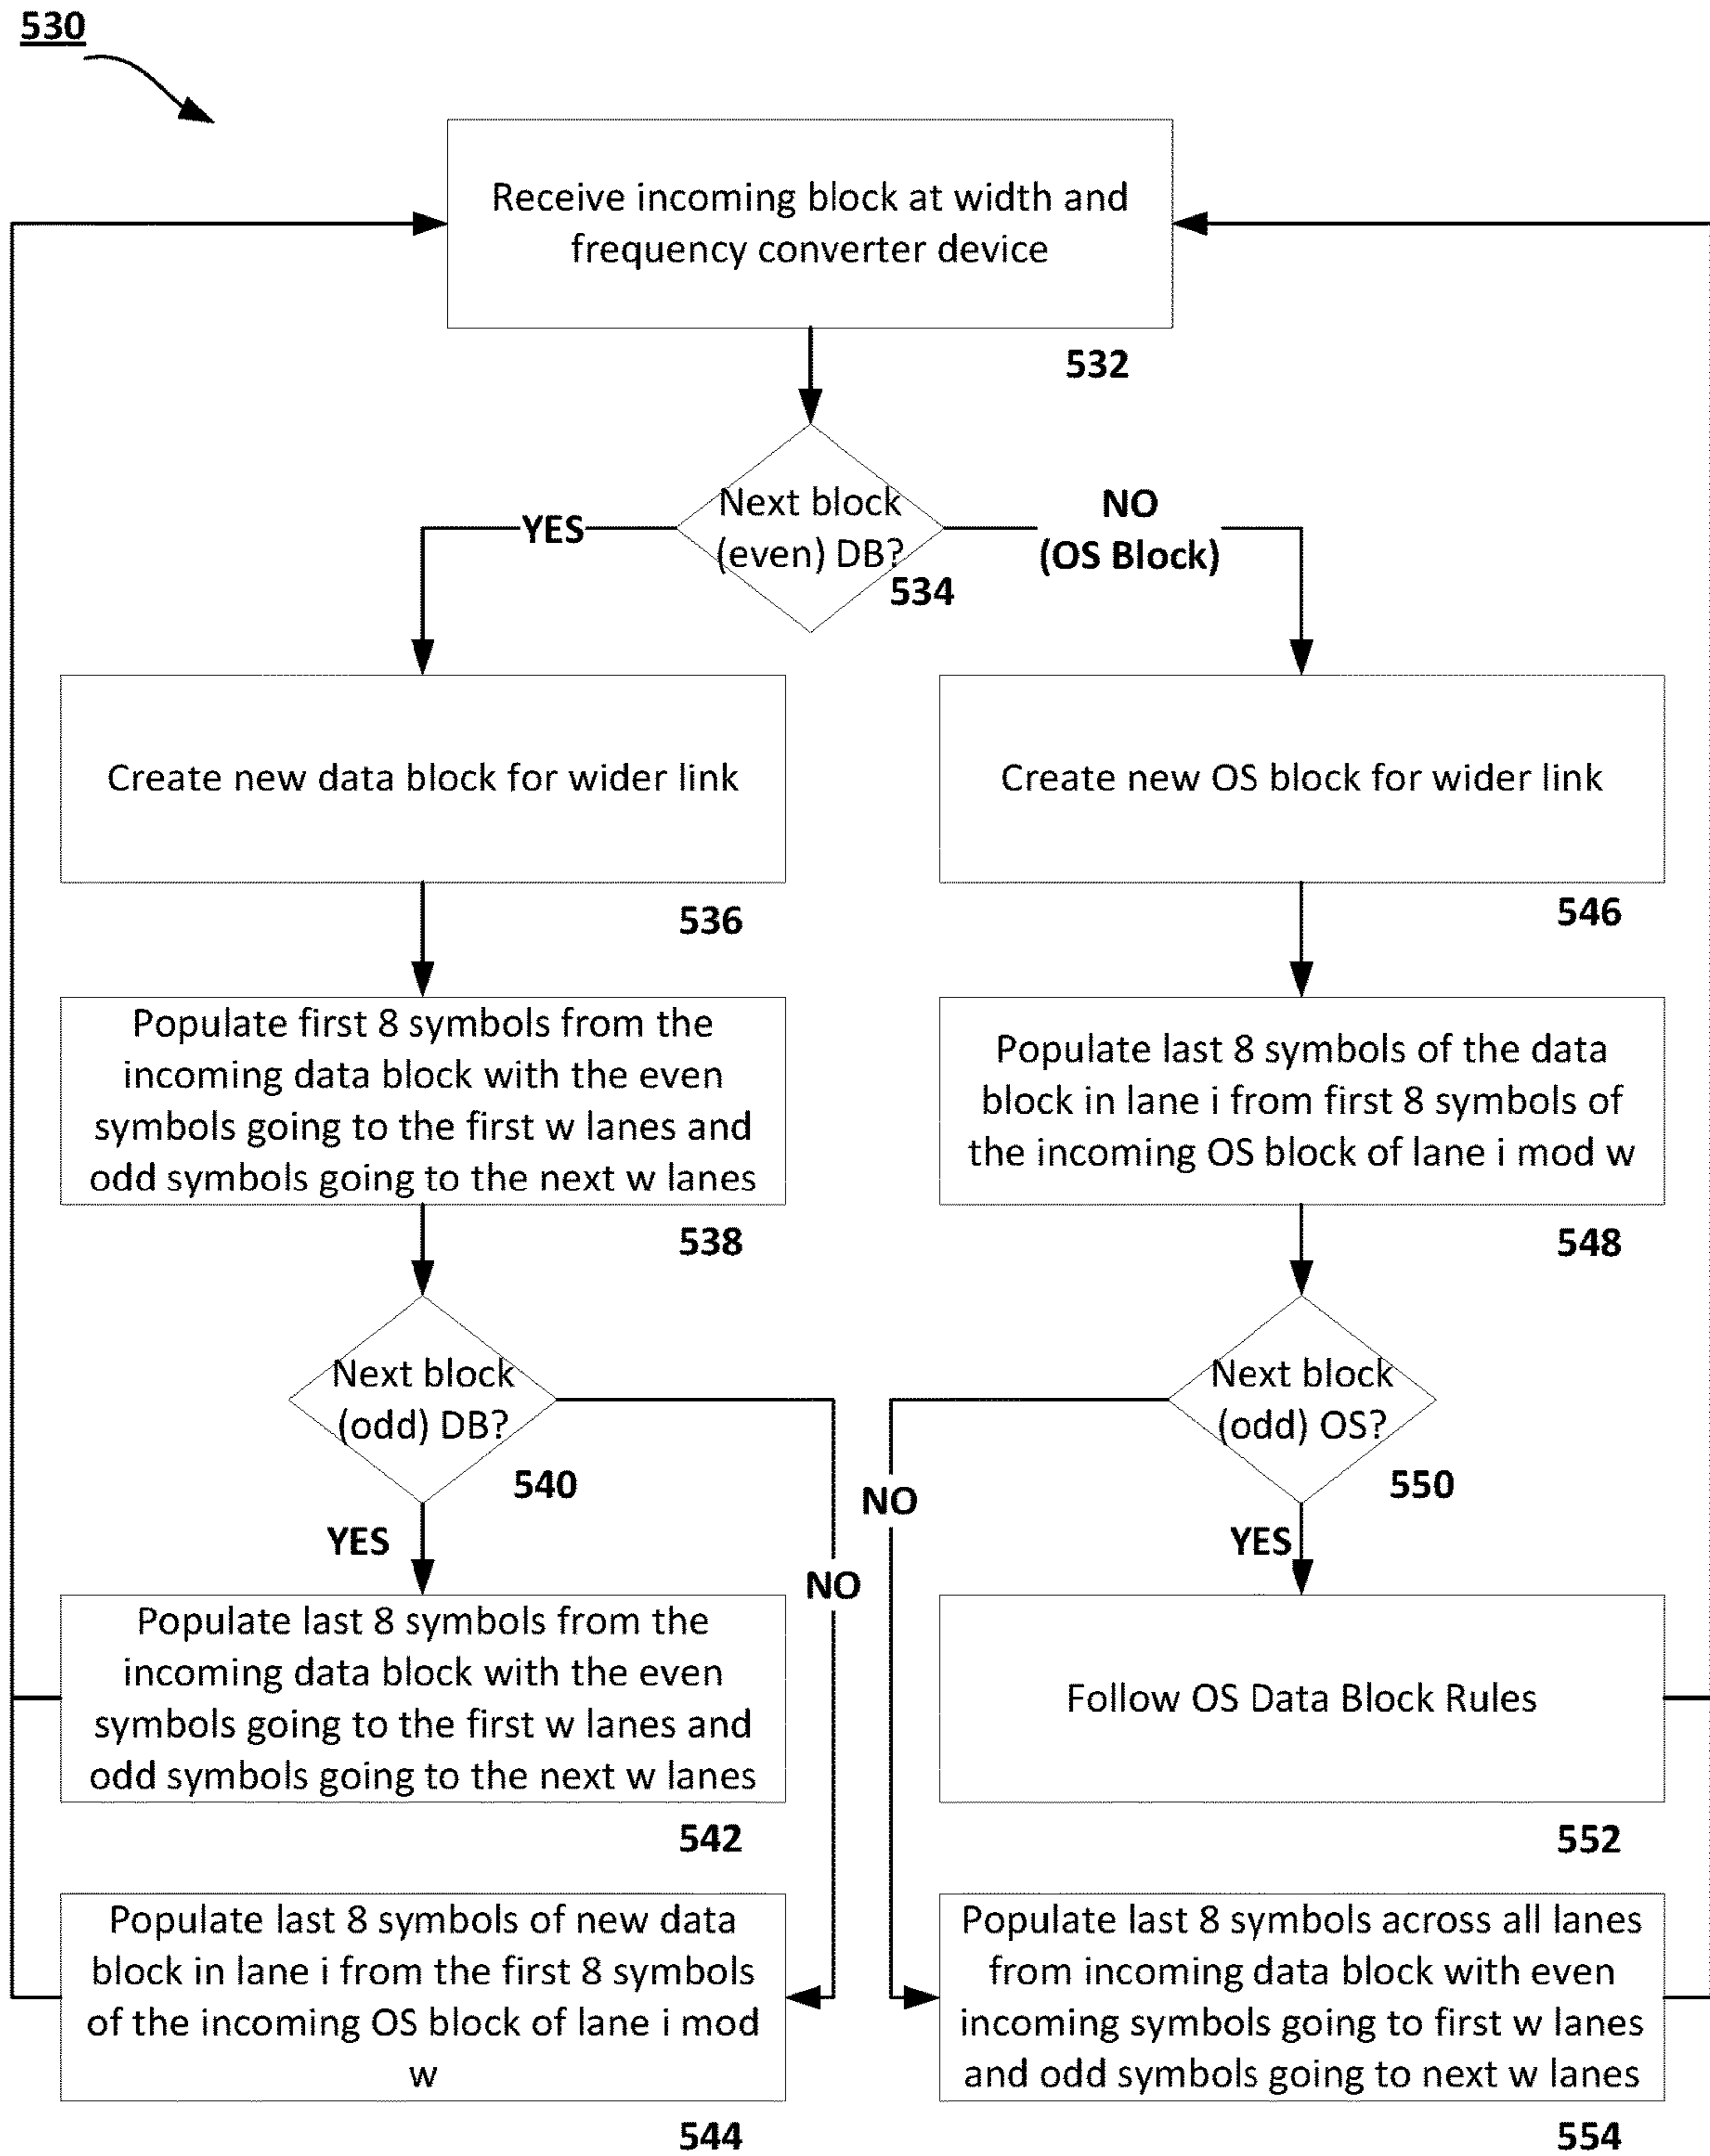 530
Receive incoming block at width and
frequency converter device
532
Next block
(even) DB?
534
YES
NO
(OS Block)
Create new data block for wider link
536
Create new OS block for wider link
546
Populate first 8 symbols from the
incoming data block with the even
symbols going to the first w lanes and
odd symbols going to the next w lanes
538
Populate last 8 symbols of the data
block in lane i from first 8 symbols of
the incoming OS block of lane i mod w
548
Next block
(odd) DB?
540
Next block
(odd) OS?
550
YES
NO
NO
YES
Populate last 8 symbols from the
incoming data block with the even
symbols going to the first w lanes and
odd symbols going to the next w lanes
542
Follow OS Data Block Rules
552
Populate last 8 symbols of new data
block in lane i from the first 8 symbols
of the incoming OS block of lane i mod
w
544
Populate last 8 symbols across all lanes
from incoming data block with even
incoming symbols going to first w lanes
and odd symbols going to next w lanes
554